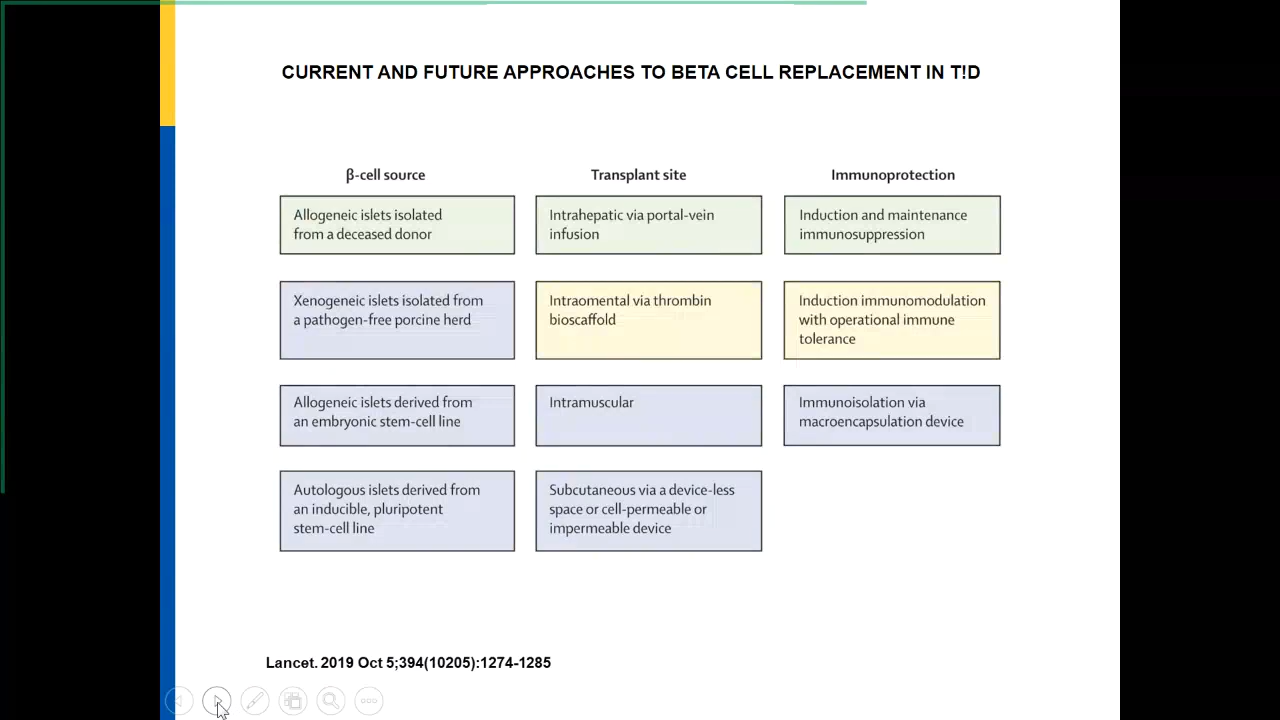 CURRENT AND FUTURE APPROACHES TO BETA CELL REPLACEMENT IN T!D
β-cell source
Transplant site
Immunoprotection
Allogeneic islets isolated
from a deceased donor
Intrahepatic via portal-vein
infusion
Induction and maintenance
immunosuppression
Xenogeneic islets isolated from
a pathogen-free porcine herd
Intraomental via thrombin
bioscaffold
Induction immunomodulation
with operational immune
tolerance
Allogeneic islets derived from
an embryonic stem-cell line
Intramuscular
Immunoisolation via
macroencapsulation device
Autologous islets derived from
an inducible, pluripotent
stem-cell line
Subcutaneous via a device-less
space or cell-permeable or
impermeable device
Lancet. 2019 Oct 5;394(10205):1274-1285